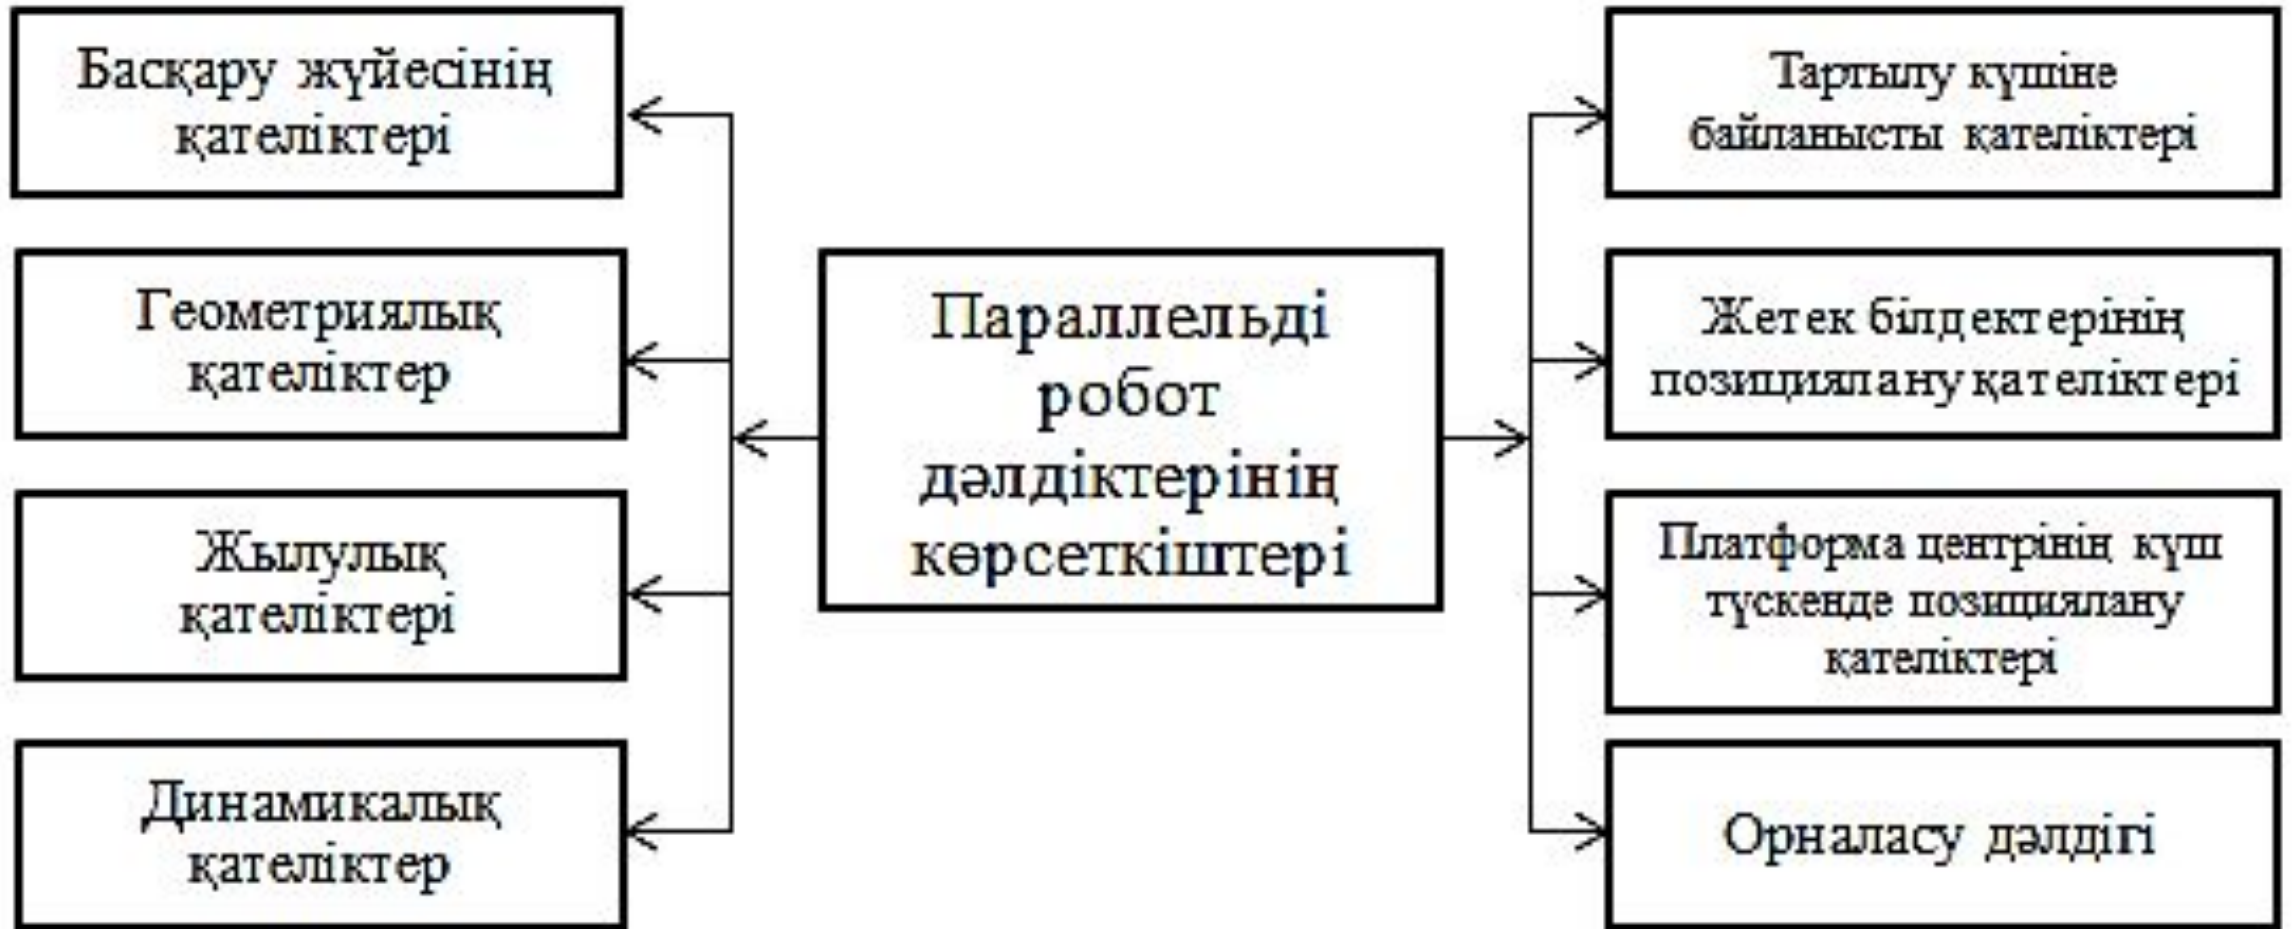 Басқару жүйесінің
қателіктері
Геометриялық
қателіктер
Жылулық
қателіктері
Динамикалық
қателіктер
Параллельді
робот
дәлдіктерінің
көрсеткіштері
Тартылу күшіне
байланысты қателіктері
Жетек білдектерінің
позициялану қателіктері
Платформа центрінің күш
түскенде позициялану
қателіктері
Орналасу дәлдігі